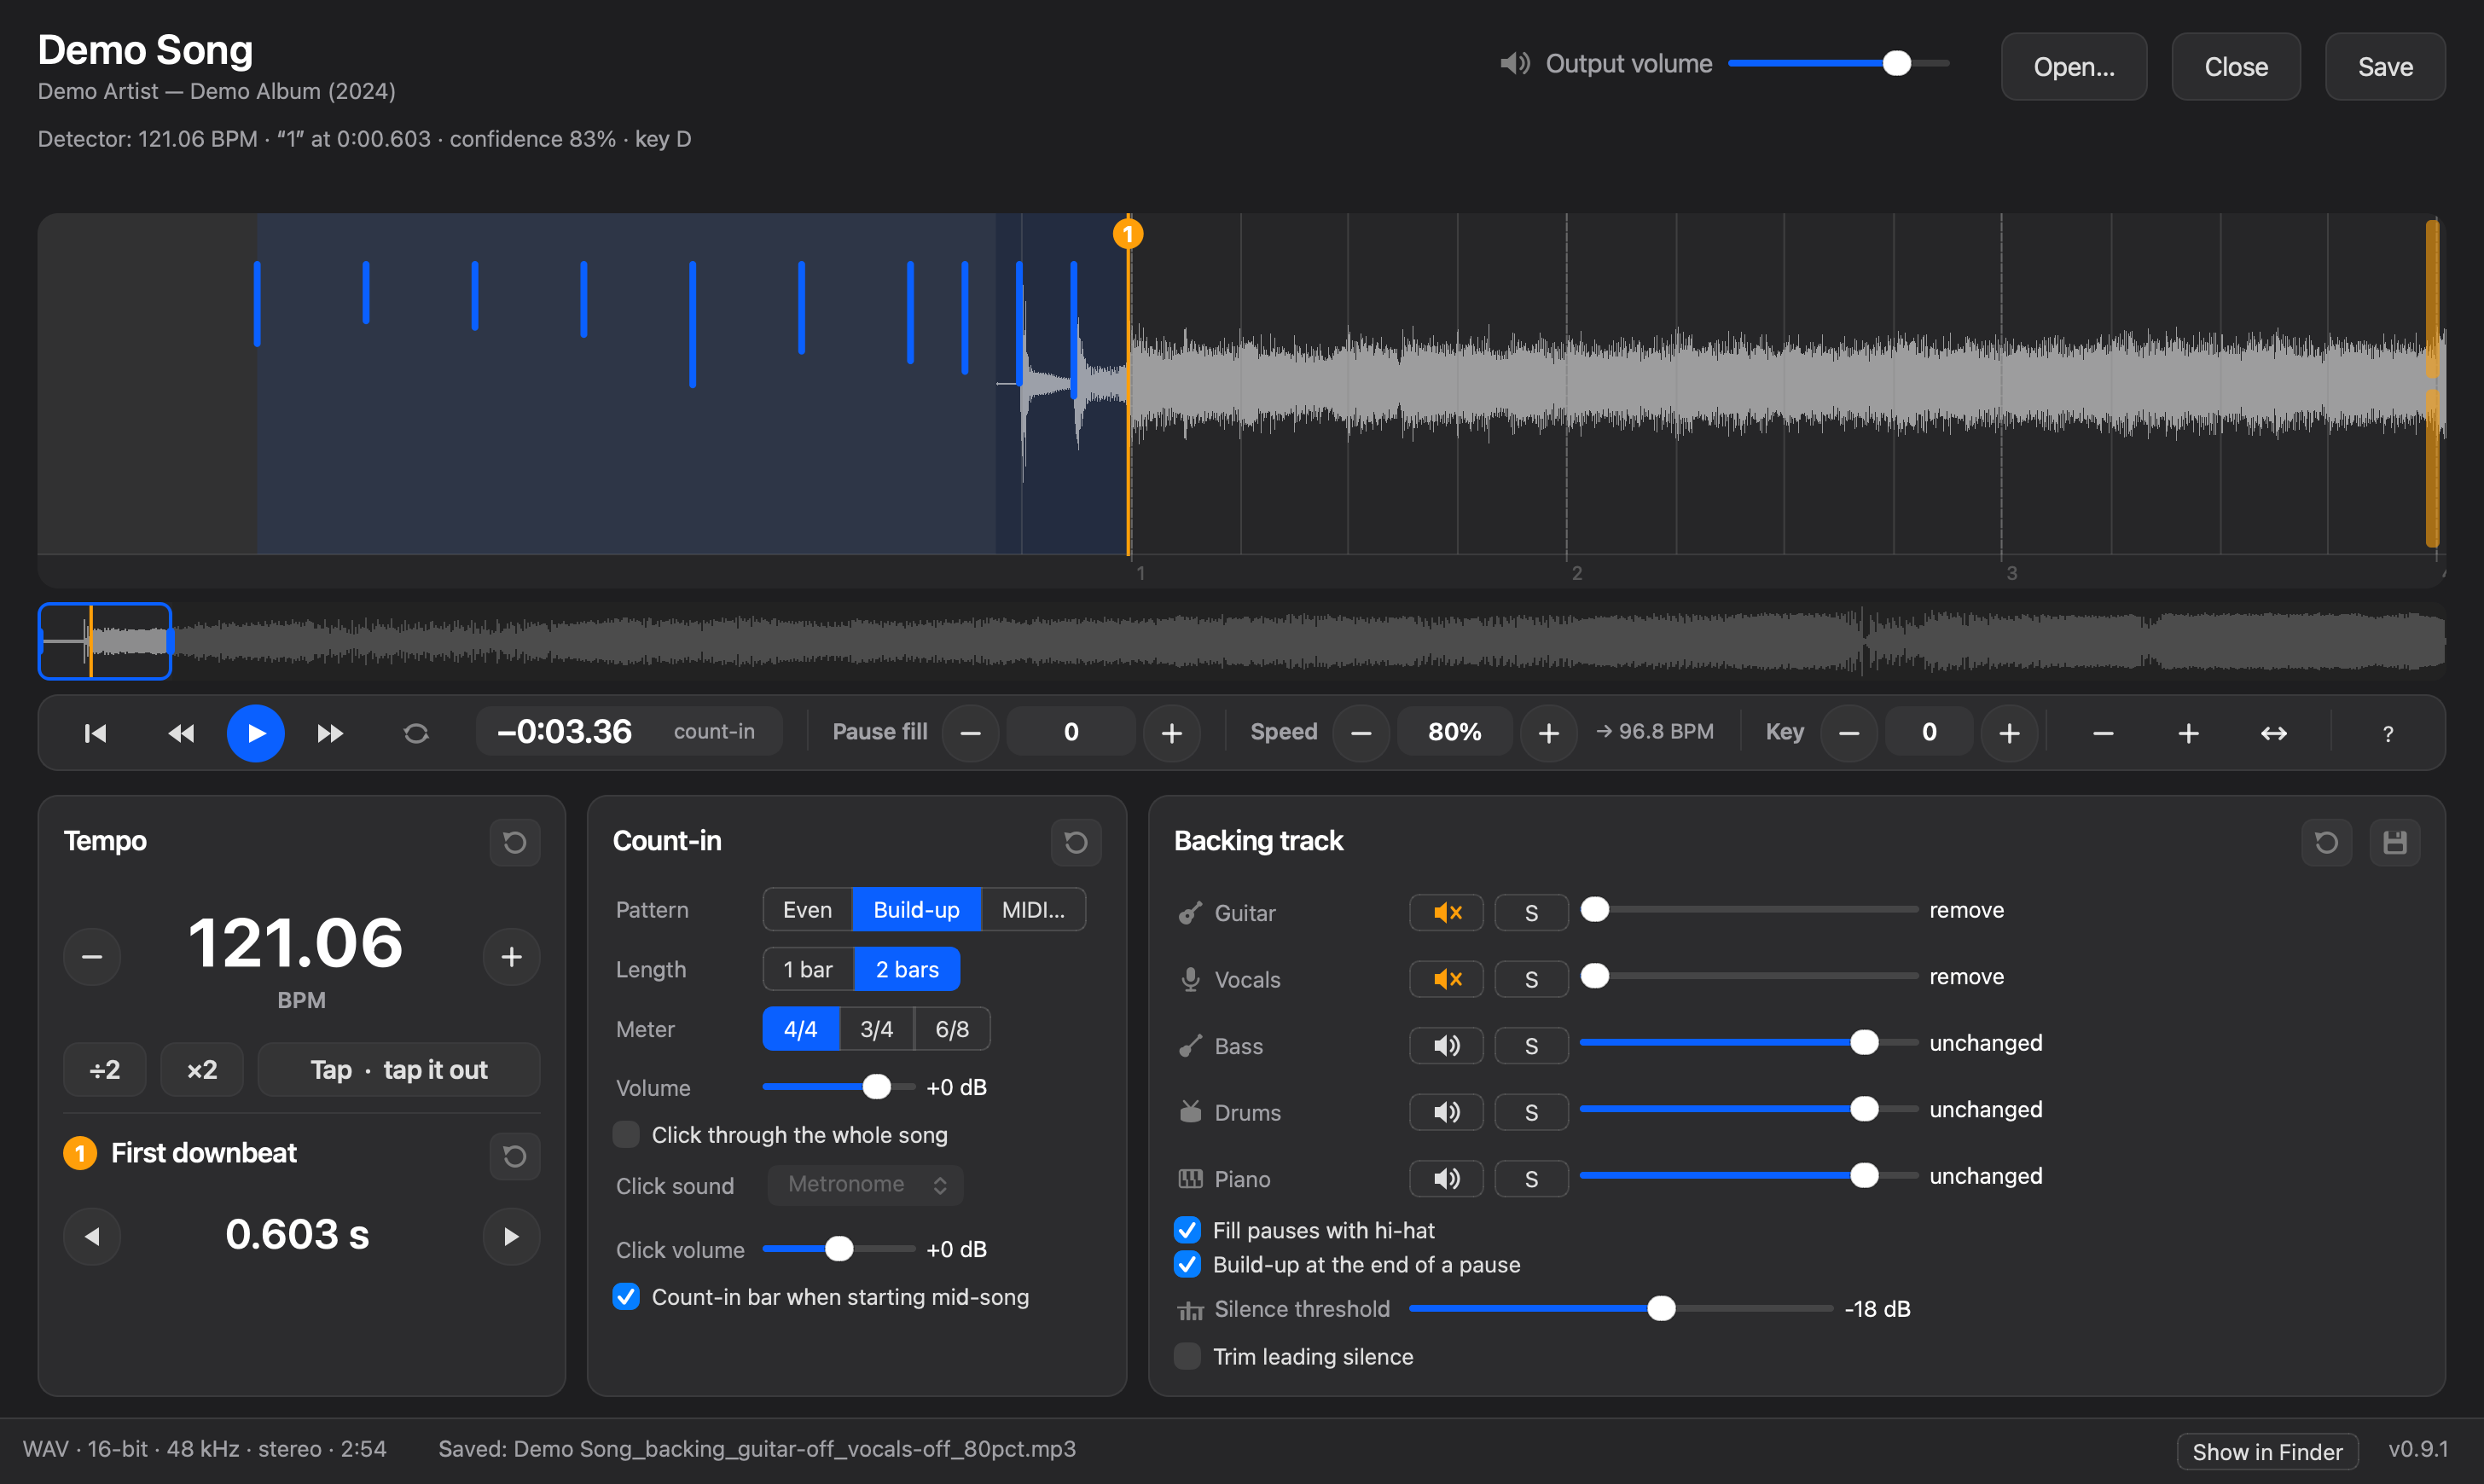 Demo Song
Demo Artist — Demo Album (2024)
Detector: 121.06 BPM · “1” at 0:00.603 · confidence 83% · key D
Output volume
Open...
Close
Save
1
1
2
3
−0:03.36 count-in
Pause fill − 0 +
Speed − 80% + → 96.8 BPM
Key − 0 +
− + ↔ ?
Tempo
− 121.06 +
BPM
÷2 ×2 Tap · tap it out
1 First downbeat
0.603 s
Count-in
Pattern Even Build-up MIDI...
Length 1 bar 2 bars
Meter 4/4 3/4 6/8
Volume +0 dB
Click through the whole song
Click sound Metronome
Click volume +0 dB
Count-in bar when starting mid-song
Backing track
Guitar S remove
Vocals S remove
Bass S unchanged
Drums S unchanged
Piano S unchanged
Fill pauses with hi-hat
Build-up at the end of a pause
Silence threshold -18 dB
Trim leading silence
WAV · 16-bit · 48 kHz · stereo · 2:54
Saved: Demo Song_backing_guitar-off_vocals-off_80pct.mp3
Show in Finder
v0.9.1